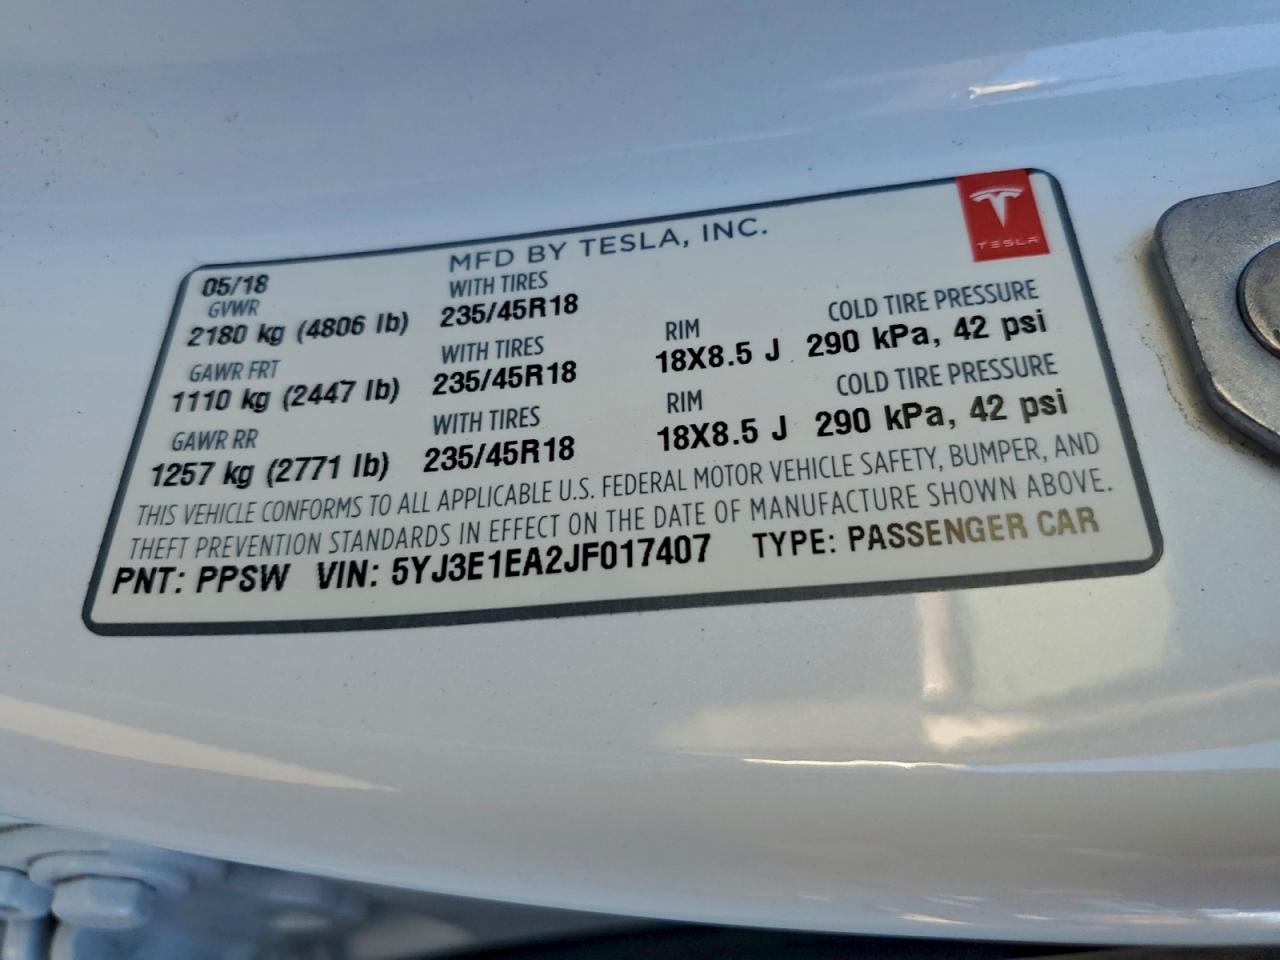 MFD BY TESLA, INC.
TESLA
05/18
GVWR WITH TIRES
2180 kg (4806 lb) 235/45R18
GAWR FRT WITH TIRES RIM COLD TIRE PRESSURE
1110 kg (2447 lb) 235/45R18 18X8.5 J 290 kPa, 42 psi
GAWR RR WITH TIRES RIM COLD TIRE PRESSURE
1257 kg (2771 lb) 235/45R18 18X8.5 J 290 kPa, 42 psi
THIS VEHICLE CONFORMS TO ALL APPLICABLE U.S. FEDERAL MOTOR VEHICLE SAFETY, BUMPER, AND
THEFT PREVENTION STANDARDS IN EFFECT ON THE DATE OF MANUFACTURE SHOWN ABOVE.
PNT: PPSW VIN: 5YJ3E1EA2JF017407 TYPE: PASSENGER CAR